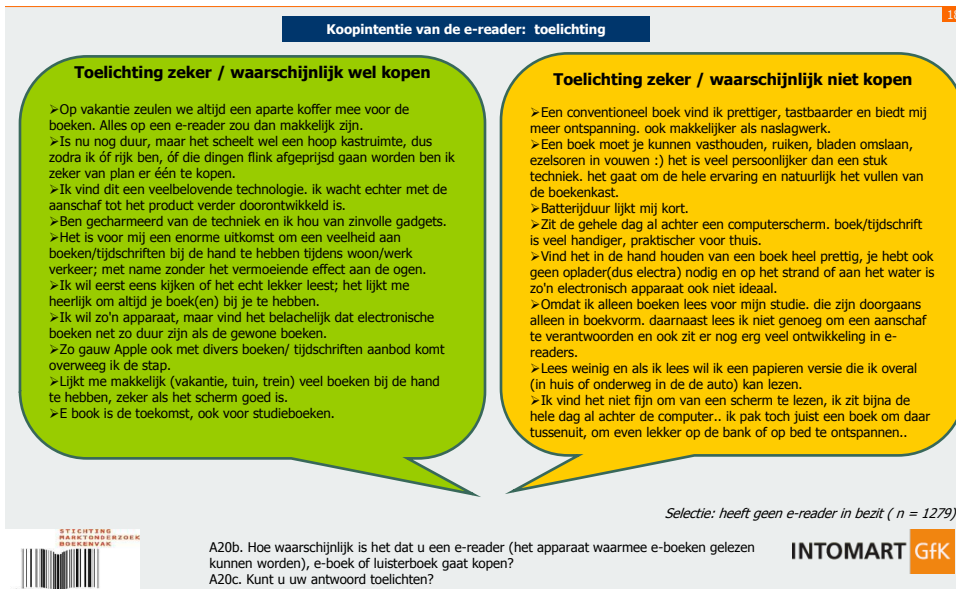 18
Koopintentie van de e-reader: toelichting
Toelichting zeker / waarschijnlijk wel kopen
➢Op vakantie zeulen we altijd een aparte koffer mee voor de
boeken. Alles op een e-reader zou dan makkelijk zijn.
➢Is nu nog duur, maar het scheelt wel een hoop kastruimte, dus
zodra ik óf rijk ben, óf die dingen flink afgeprijsd gaan worden ben ik
zeker van plan er één te kopen.
➢Ik vind dit een veelbelovende technologie. ik wacht echter met de
aanschaf tot het product verder doorontwikkeld is.
➢Ben gecharmeerd van de techniek en ik hou van zinvolle gadgets.
➢Het is voor mij een enorme uitkomst om een veelheid aan
boeken/tijdschriften bij de hand te hebben tijdens woon/werk
verkeer; met name zonder het vermoeiende effect aan de ogen.
➢Ik wil eerst eens kijken of het echt lekker leest; het lijkt me
heerlijk om altijd je boek(en) bij je te hebben.
➢Ik wil zo'n apparaat, maar vind het belachelijk dat electronische
boeken net zo duur zijn als de gewone boeken.
➢Zo gauw Apple ook met divers boeken/ tijdschriften aanbod komt
overweeg ik de stap.
➢Lijkt me makkelijk (vakantie, tuin, trein) veel boeken bij de hand
te hebben, zeker als het scherm goed is.
➢E book is de toekomst, ook voor studieboeken.
Toelichting zeker / waarschijnlijk niet kopen
➢Een conventioneel boek vind ik prettiger, tastbaarder en biedt mij
meer ontspanning. ook makkelijker als naslagwerk.
➢Een boek moet je kunnen vasthouden, ruiken, bladen omslaan,
ezelsoren in vouwen :) het is veel persoonlijker dan een stuk
techniek. het gaat om de hele ervaring en natuurlijk het vullen van
de boekenkast.
➢Batterijduur lijkt mij kort.
➢Zit de gehele dag al achter een computerscherm. boek/tijdschrift
is veel handiger, praktischer voor thuis.
➢Vind het in de hand houden van een boek heel prettig, je hebt ook
geen oplader(dus electra) nodig en op het strand of aan het water is
zo'n electronisch apparaat ook niet ideaal.
➢Omdat ik alleen boeken lees voor mijn studie. die zijn doorgaans
alleen in boekvorm. daarnaast lees ik niet genoeg om een aanschaf
te verantwoorden en ook zit er nog erg veel ontwikkeling in e-
readers.
➢Lees weinig en als ik lees wil ik een papieren versie die ik overal
(in huis of onderweg in de de auto) kan lezen.
➢Ik vind het niet fijn om van een scherm te lezen, ik zit bijna de
hele dag al achter de computer.. ik pak toch juist een boek om daar
tussenuit, om even lekker op de bank of op bed te ontspannen..
Selectie: heeft geen e-reader in bezit ( n = 1279)
STICHTING
MARKTONDERZOEK
BOEKENVAK
A20b. Hoe waarschijnlijk is het dat u een e-reader (het apparaat waarmee e-boeken gelezen
kunnen worden), e-boek of luisterboek gaat kopen?
A20c. Kunt u uw antwoord toelichten?
INTOMART GfK